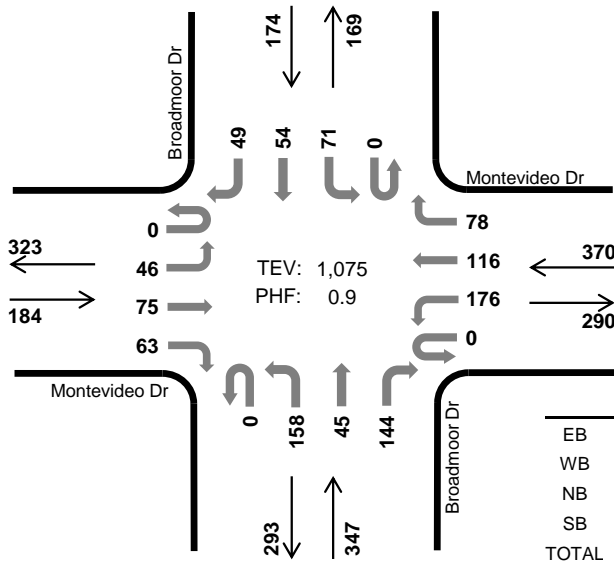 174
169
Broadmoor Dr
49
54
71
0
Montevideo Dr
0
78
323
46
TEV: 1,075
116
370
184
75
PHF: 0.9
176
290
63
0
Montevideo Dr
0
158
45
144
Broadmoor Dr
EB
WB
NB
293
347
SB
TOTAL